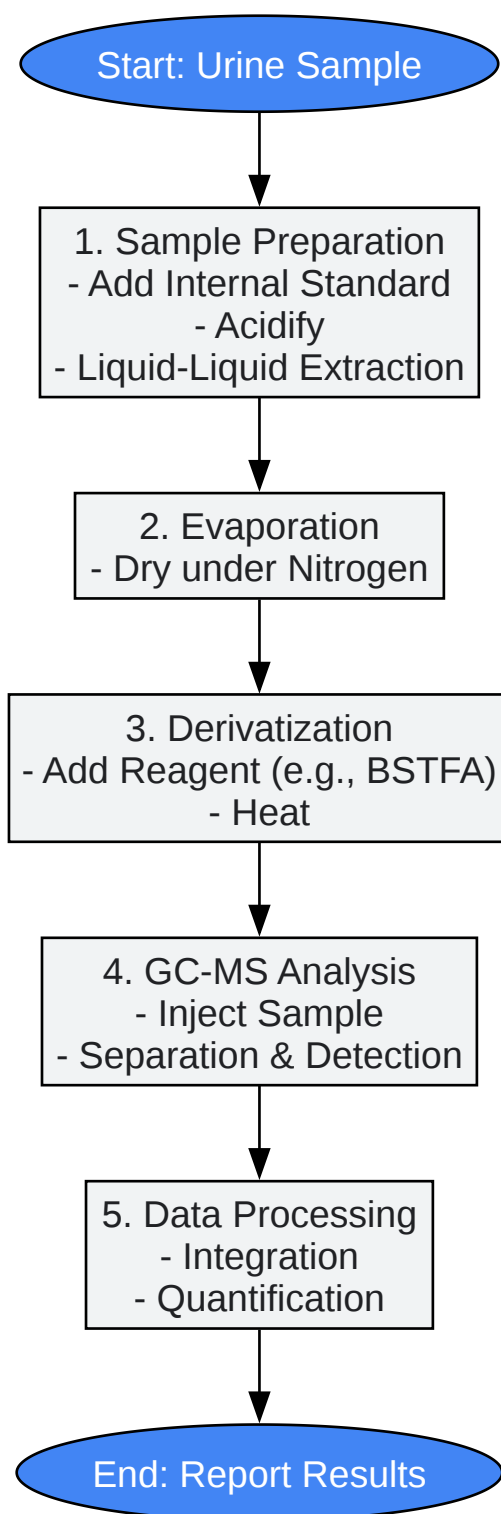 Start: Urine Sample
1. Sample Preparation
- Add Internal Standard
- Acidify
- Liquid-Liquid Extraction
2. Evaporation
- Dry under Nitrogen
3. Derivatization
- Add Reagent (e.g., BSTFA)
- Heat
4. GC-MS Analysis
- Inject Sample
- Separation & Detection
5. Data Processing
- Integration
- Quantification
End: Report Results